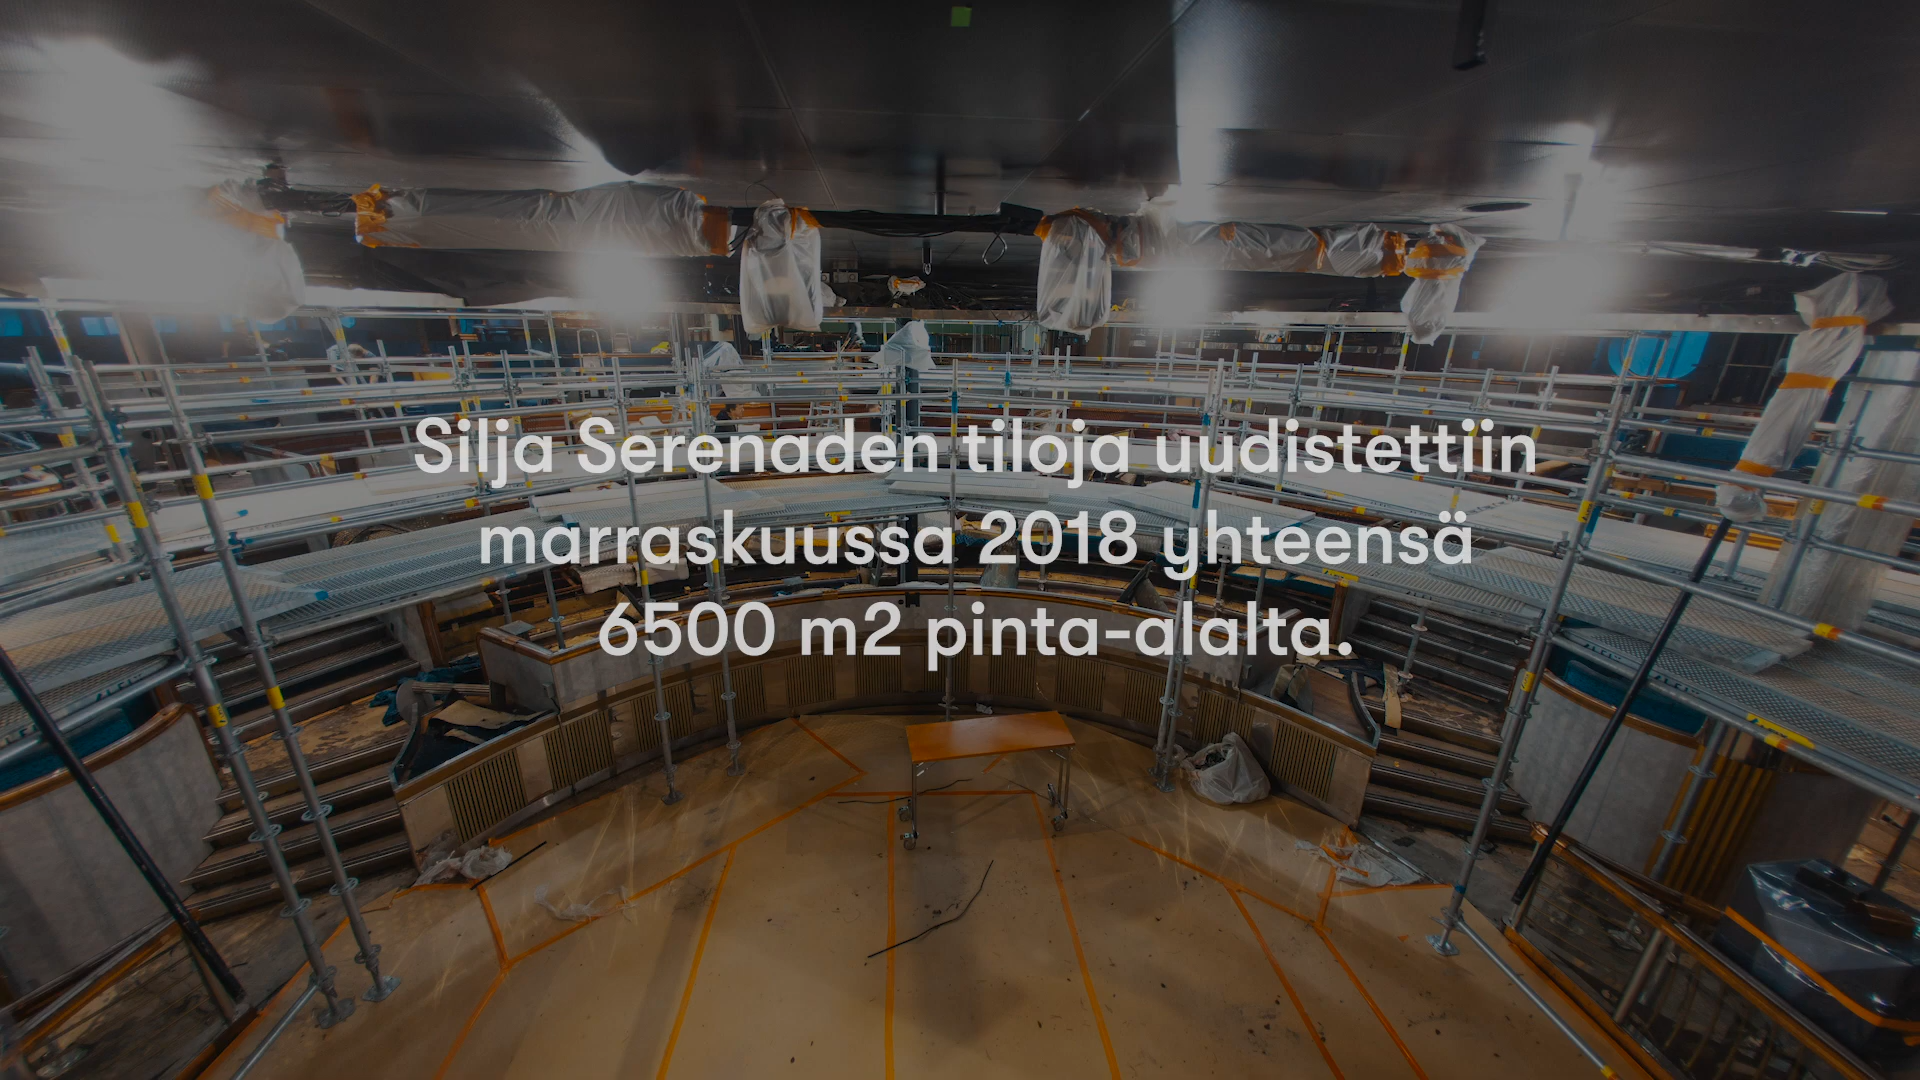 Silja Serenaden tiloja uudistettiin
marraskuussa 2018 yhteensä
6500 m2 pinta-alalta.